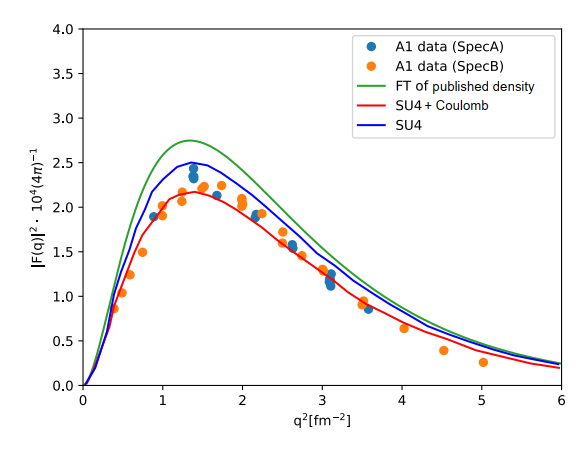 4.0
3.5
3.0
2.5
2.0
1.5
1.0
0.5
0.0
|F(q)|² · 10⁴(4π)⁻¹
A1 data (SpecA)
A1 data (SpecB)
FT of published density
SU4 + Coulomb
SU4
0 1 2 3 4 5 6
q²[fm⁻²]